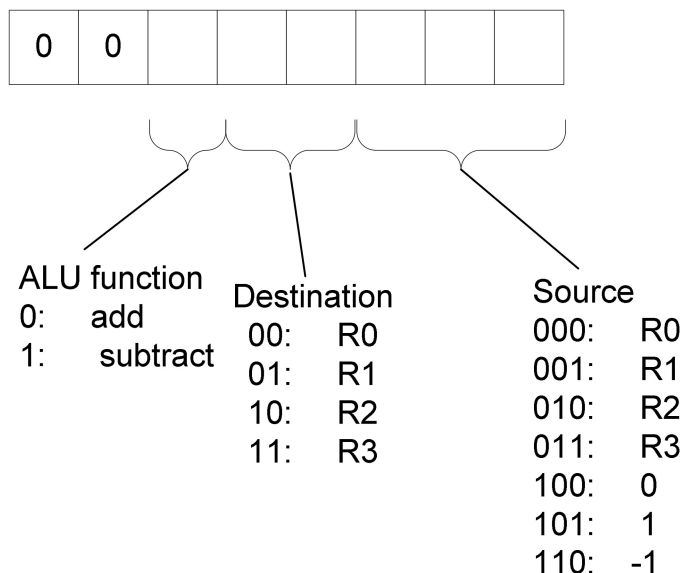 0 0
ALU function
0: add
1: subtract
Destination
00: R0
01: R1
10: R2
11: R3
Source
000: R0
001: R1
010: R2
011: R3
100: 0
101: 1
110: -1